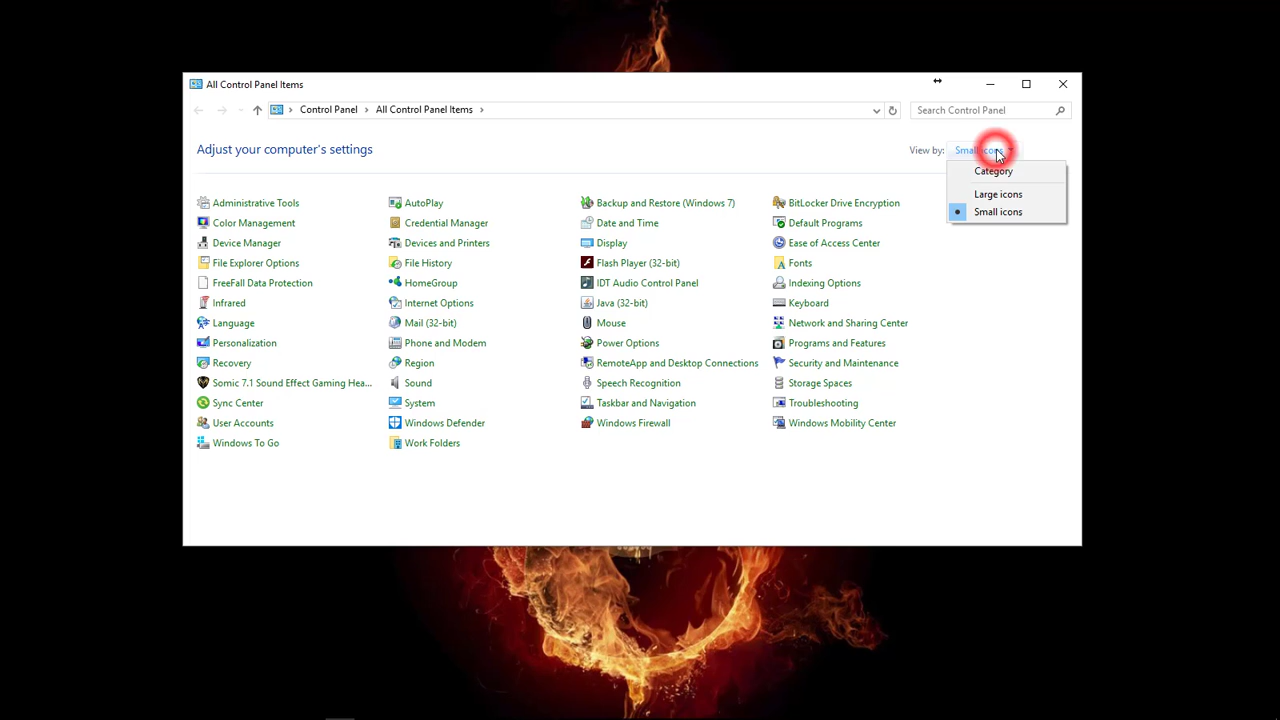 All Control Panel Items
Control Panel All Control Panel Items
Search Control Panel
Adjust your computer's settings
View by: Small icons
Category
Large icons
Small icons
Administrative Tools AutoPlay Backup and Restore (Windows 7) BitLocker Drive Encryption
Color Management Credential Manager Date and Time Default Programs
Device Manager Devices and Printers Display Ease of Access Center
File Explorer Options File History Flash Player (32-bit) Fonts
FreeFall Data Protection HomeGroup IDT Audio Control Panel Indexing Options
Infrared Internet Options Java (32-bit) Keyboard
Language Mail (32-bit) Mouse Network and Sharing Center
Personalization Phone and Modem Power Options Programs and Features
Recovery Region RemoteApp and Desktop Connections Security and Maintenance
Somic 7.1 Sound Effect Gaming Hea... Sound Speech Recognition Storage Spaces
Sync Center System Taskbar and Navigation Troubleshooting
User Accounts Windows Defender Windows Firewall Windows Mobility Center
Windows To Go Work Folders